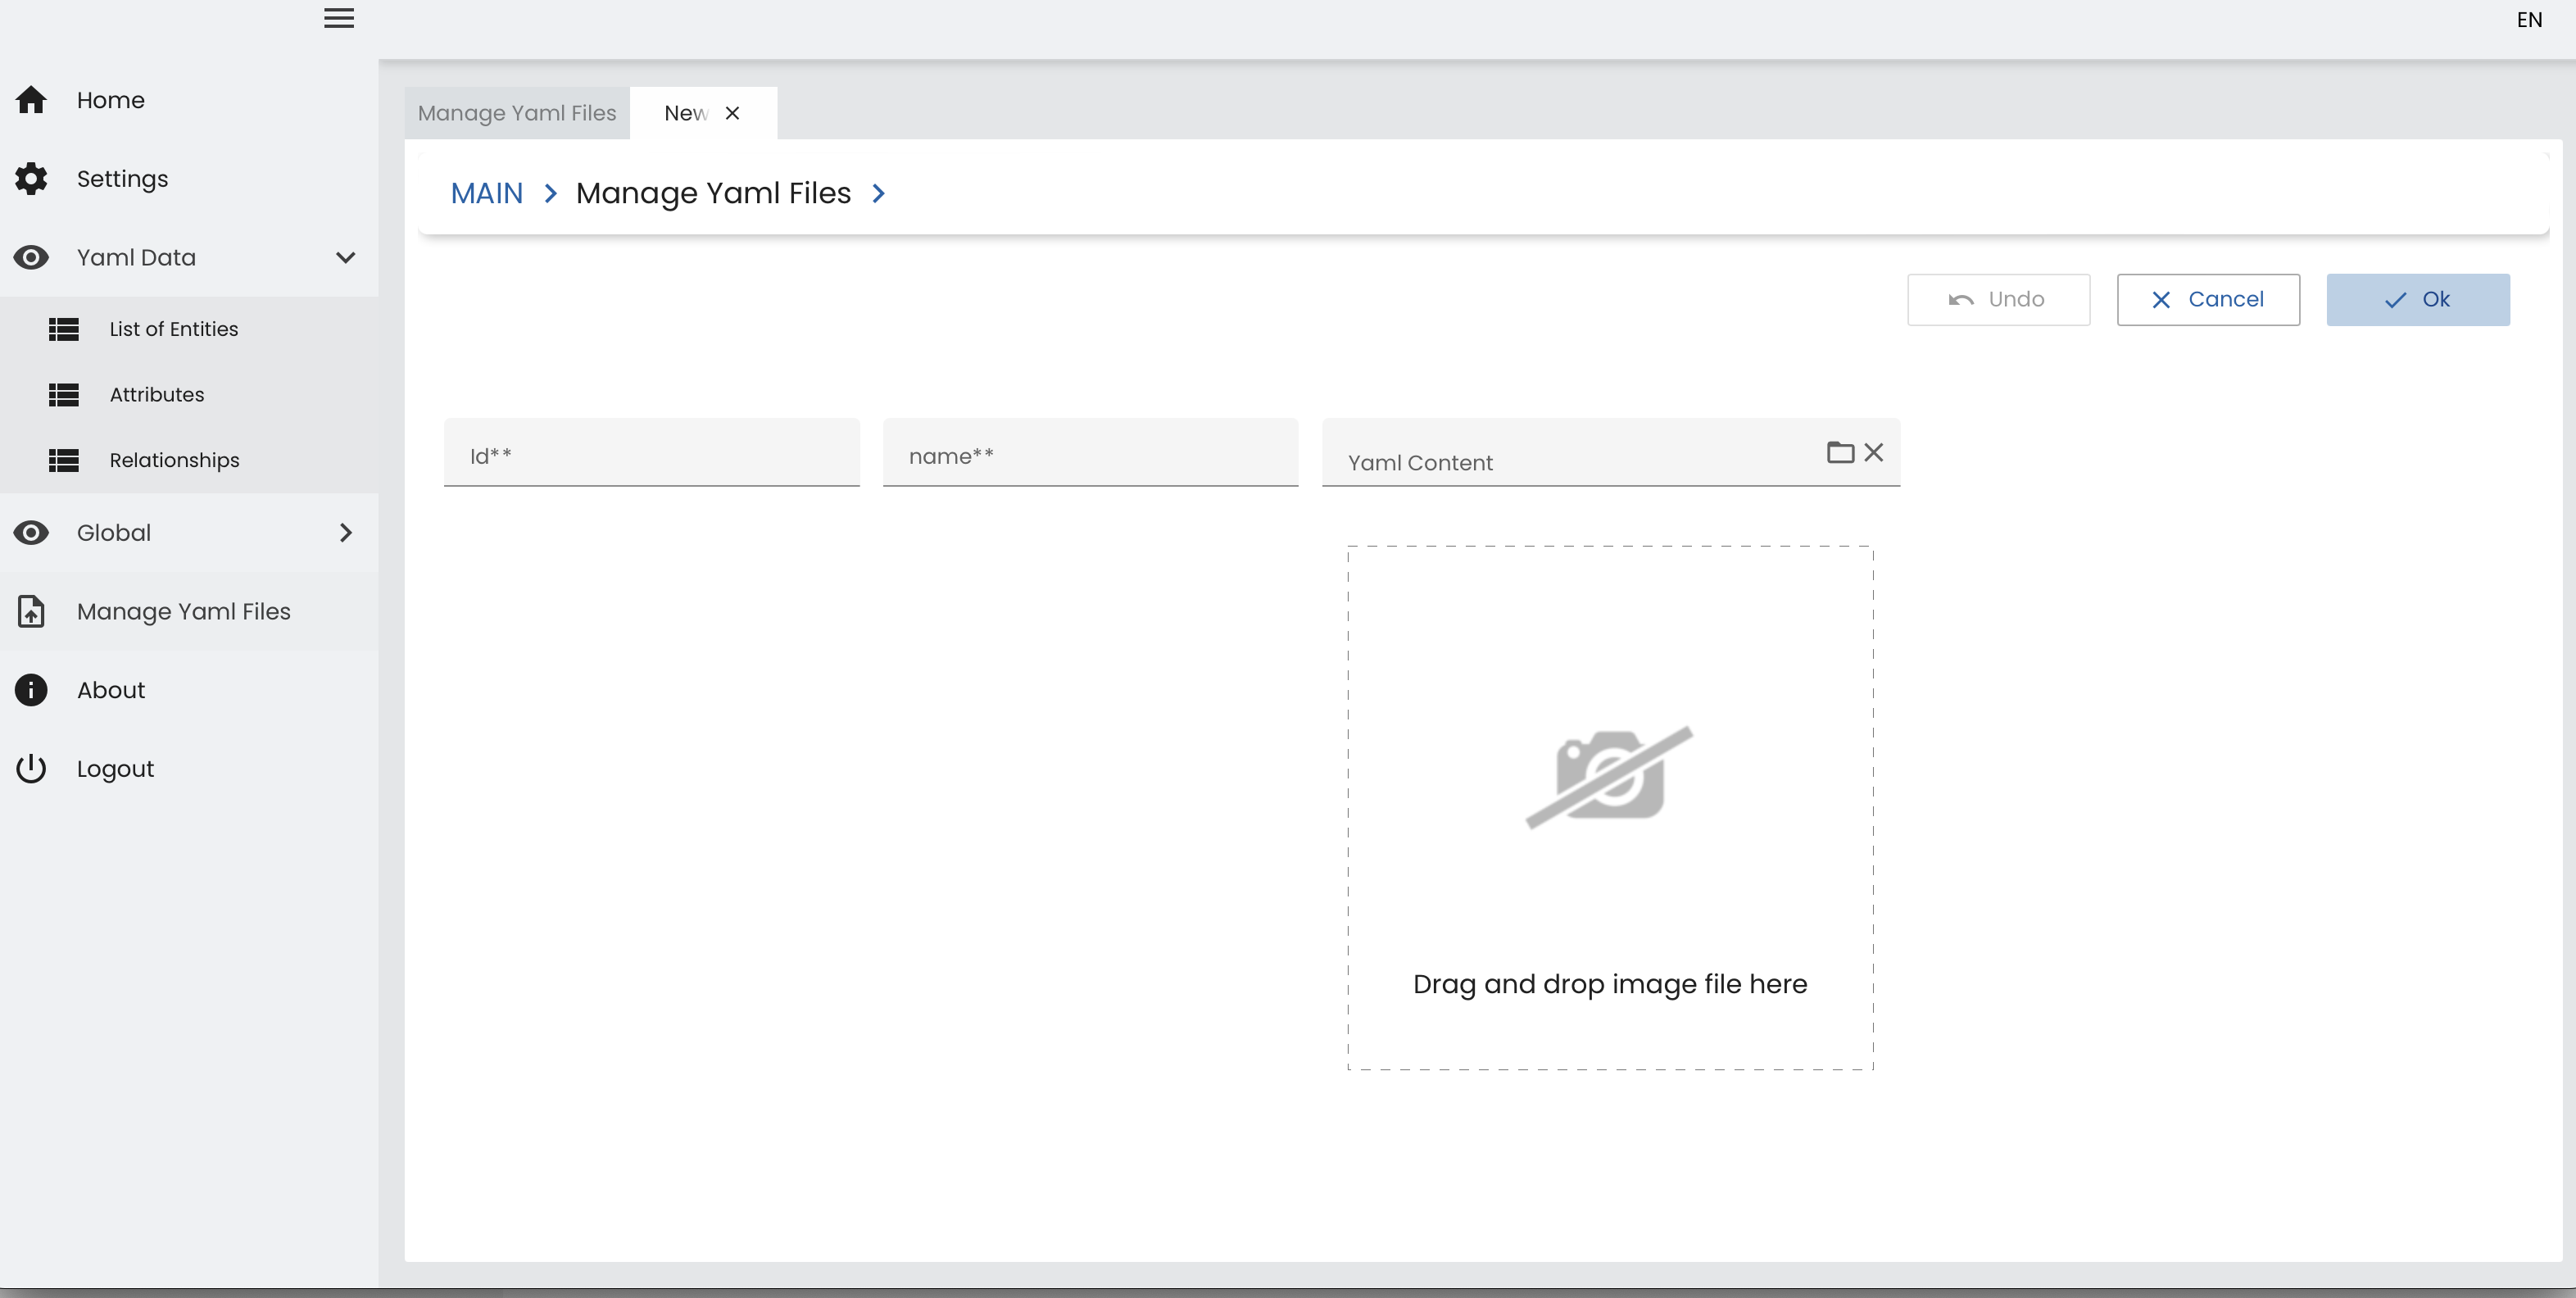 EN
Home
Settings
Yaml Data
List of Entities
Attributes
Relationships
Global
Manage Yaml Files
About
Logout
Manage Yaml Files
New
MAIN > Manage Yaml Files >
Undo
Cancel
Ok
Id**
name**
Yaml Content
Drag and drop image file here